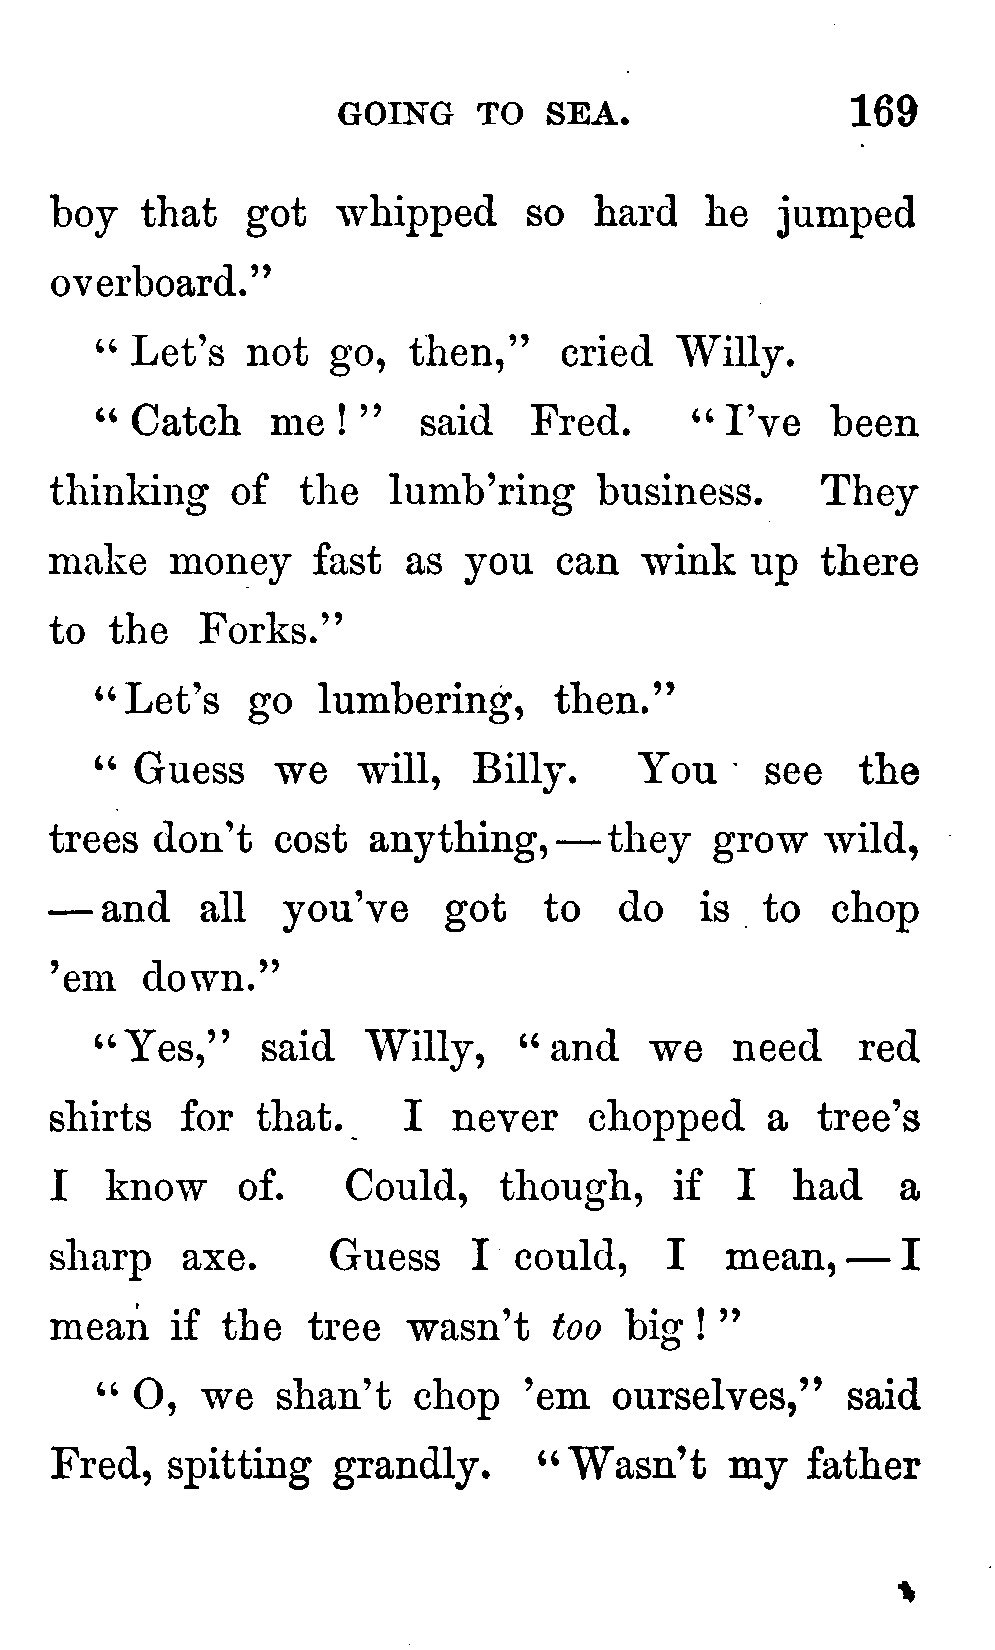 GOING TO SEA. 169
boy that got whipped so hard he jumped
overboard."
"Let's not go, then," cried Willy.
"Catch me!" said Fred. "I've been
thinking of the lumb'ring business. They
make money fast as you can wink up there
to the Forks."
"Let's go lumbering, then."
"Guess we will, Billy. You see the
trees don't cost anything,—they grow wild,
—and all you've got to do is to chop
'em down."
"Yes," said Willy, "and we need red
shirts for that. I never chopped a tree's
I know of. Could, though, if I had a
sharp axe. Guess I could, I mean,—I
mean if the tree wasn't too big!"
"O, we shan't chop 'em ourselves," said
Fred, spitting grandly. "Wasn't my father